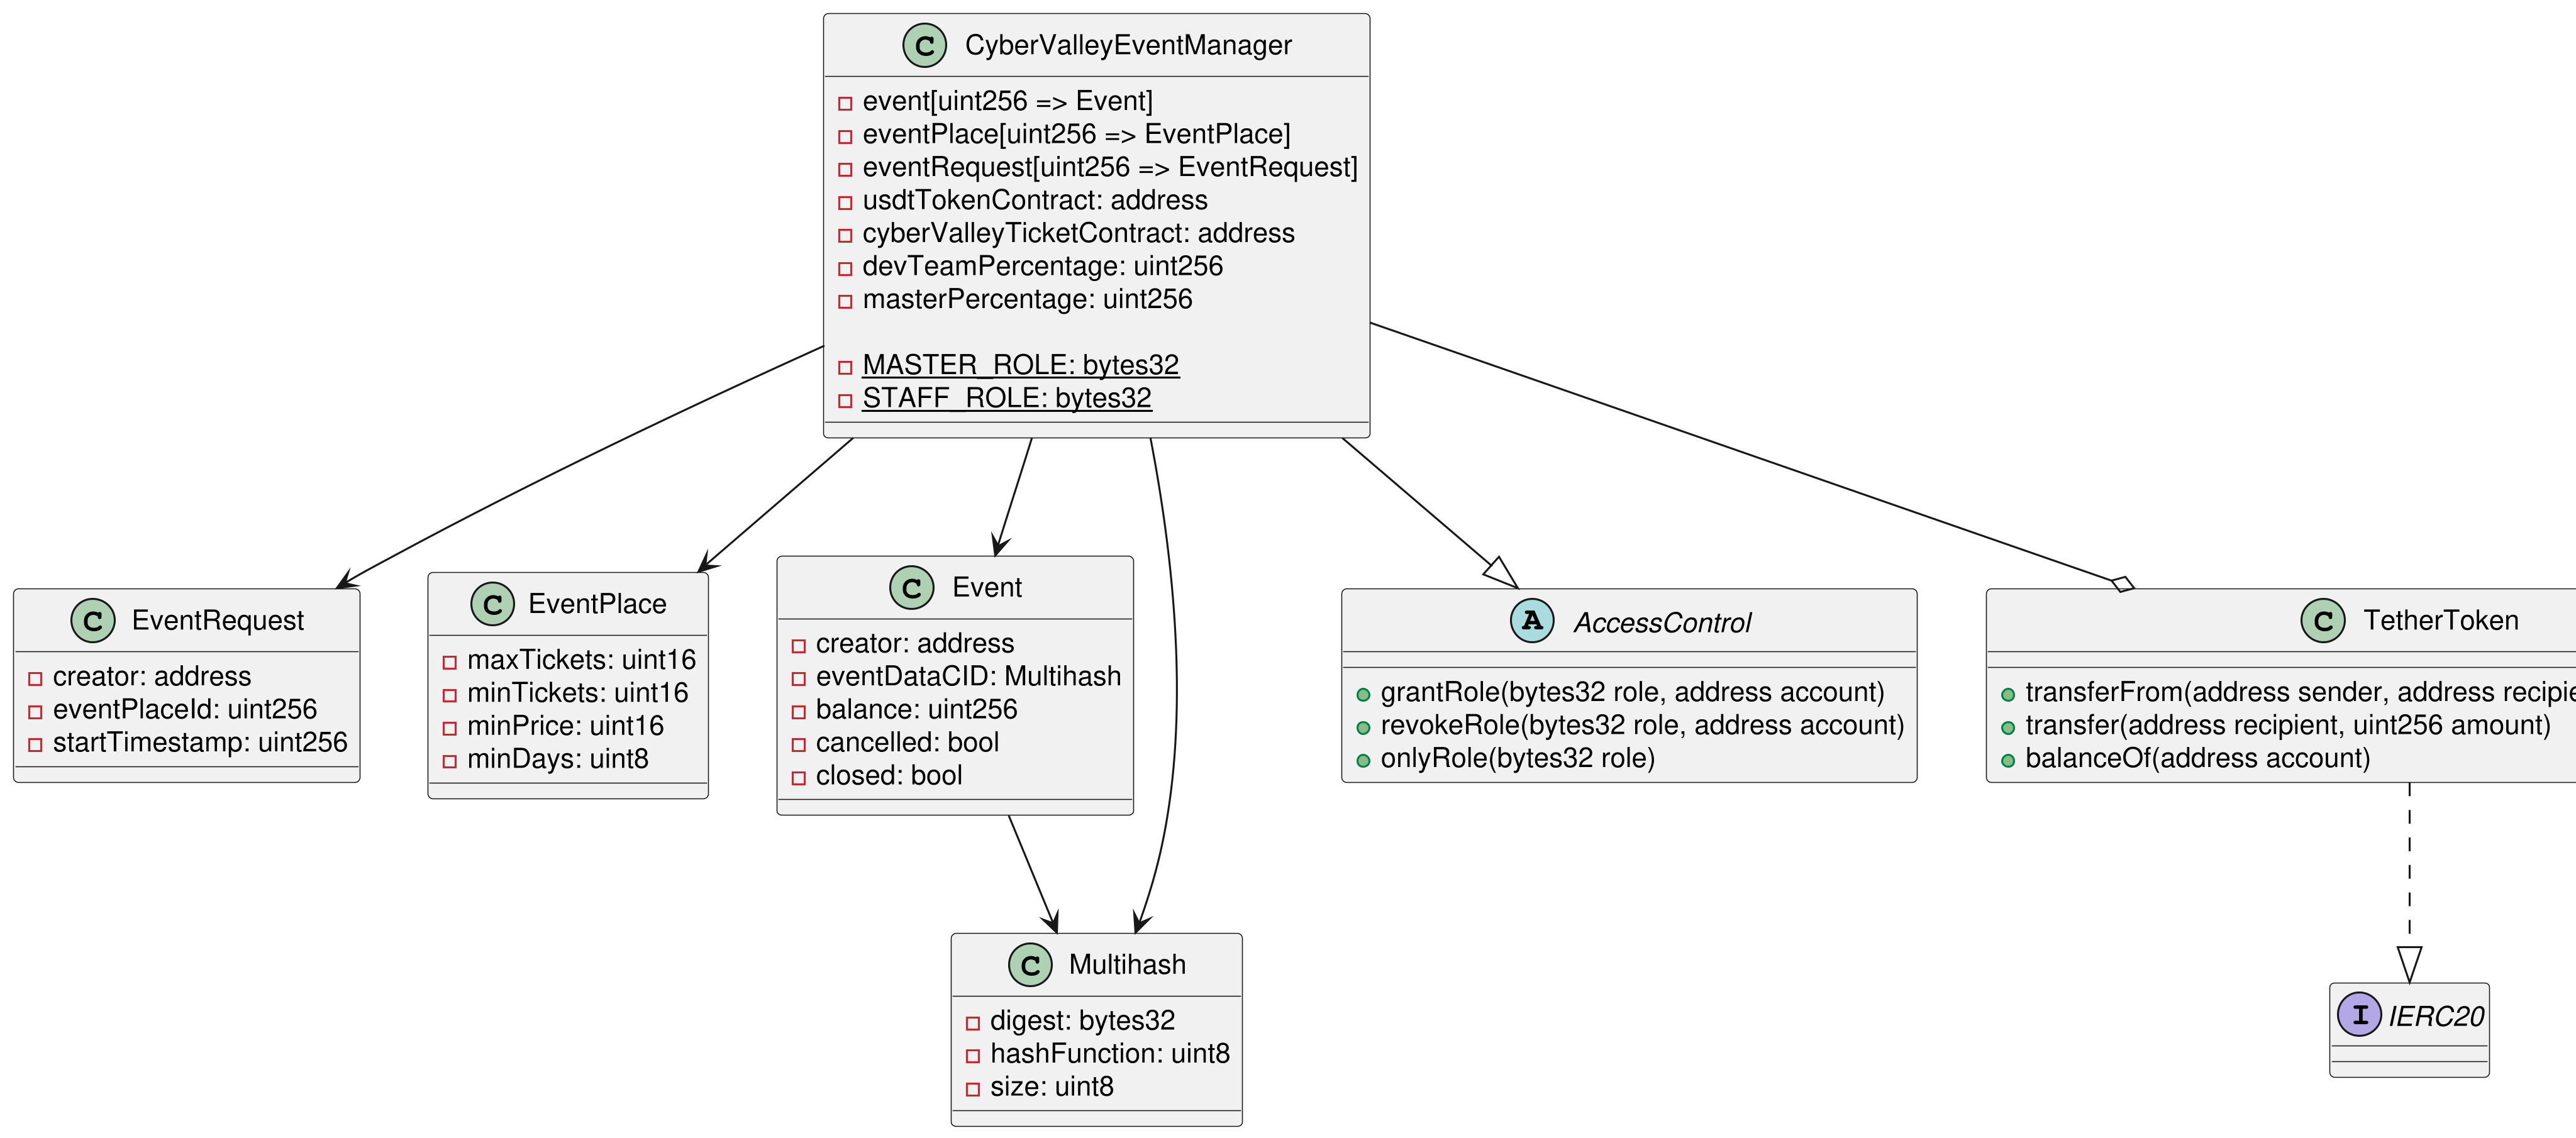 C CyberValleyEventManager
event[uint256 => Event]
eventPlace[uint256 => EventPlace]
eventRequest[uint256 => EventRequest]
usdtTokenContract: address
cyberValleyTicketContract: address
devTeamPercentage: uint256
masterPercentage: uint256
MASTER_ROLE: bytes32
STAFF_ROLE: bytes32
C EventRequest
creator: address
eventPlaceId: uint256
startTimestamp: uint256
C EventPlace
maxTickets: uint16
minTickets: uint16
minPrice: uint16
minDays: uint8
C Event
creator: address
eventDataCID: Multihash
balance: uint256
cancelled: bool
closed: bool
A AccessControl
grantRole(bytes32 role, address account)
revokeRole(bytes32 role, address account)
onlyRole(bytes32 role)
C TetherToken
transferFrom(address sender, address
transfer(address recipient, uint256 amount)
balanceOf(address account)
C Multihash
digest: bytes32
hashFunction: uint8
size: uint8
I IERC20